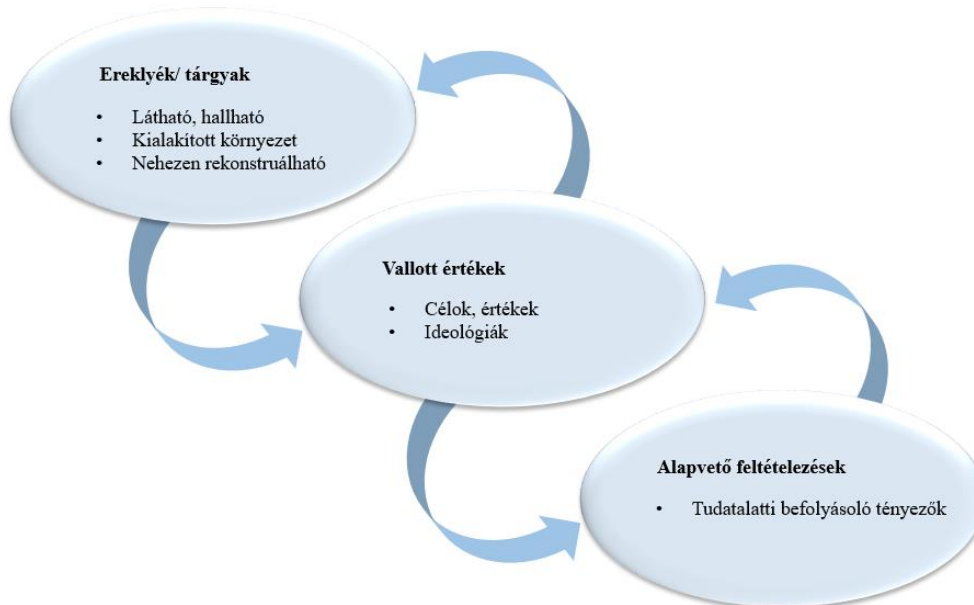 Ereklyék/ tárgyak
• Látható, hallható
• Kialakított környezet
• Nehezen rekonstruálható
Vallott értékek
• Célok, értékek
• Ideológiák
Alapvető feltételezések
• Tudatalatti befolyásoló tényezők